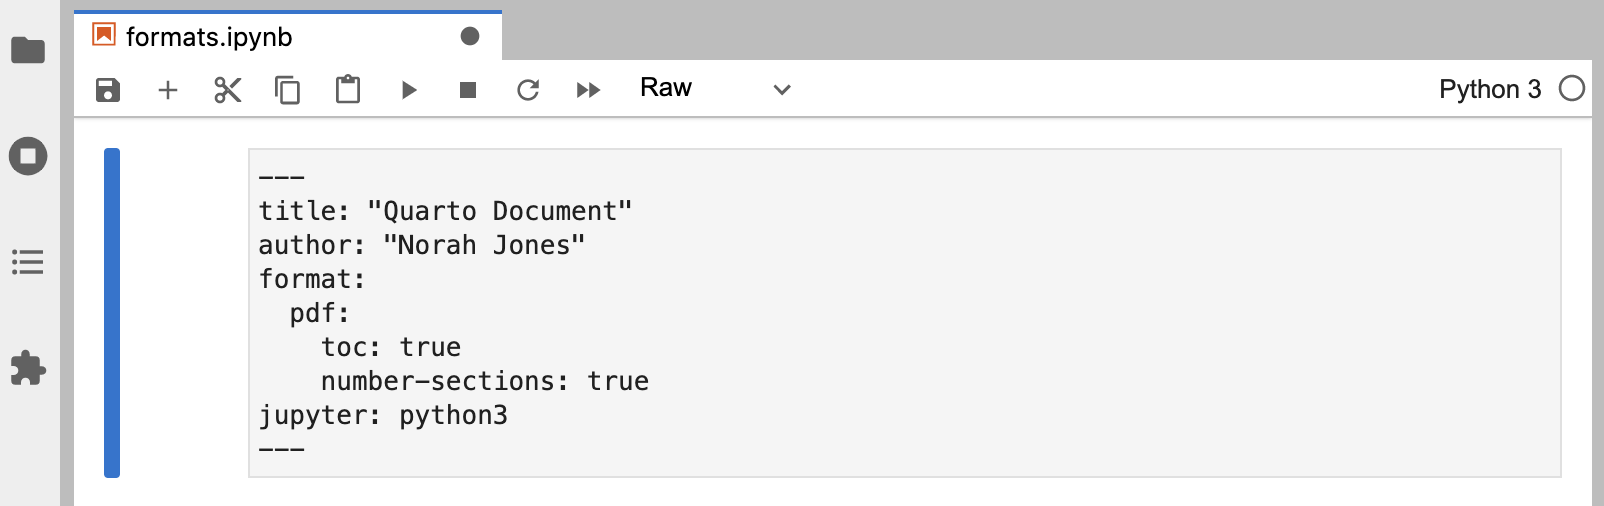 formats.ipynb
Raw
Python 3
---
title: "Quarto Document"
author: "Norah Jones"
format:
  pdf:
    toc: true
    number-sections: true
jupyter: python3
---